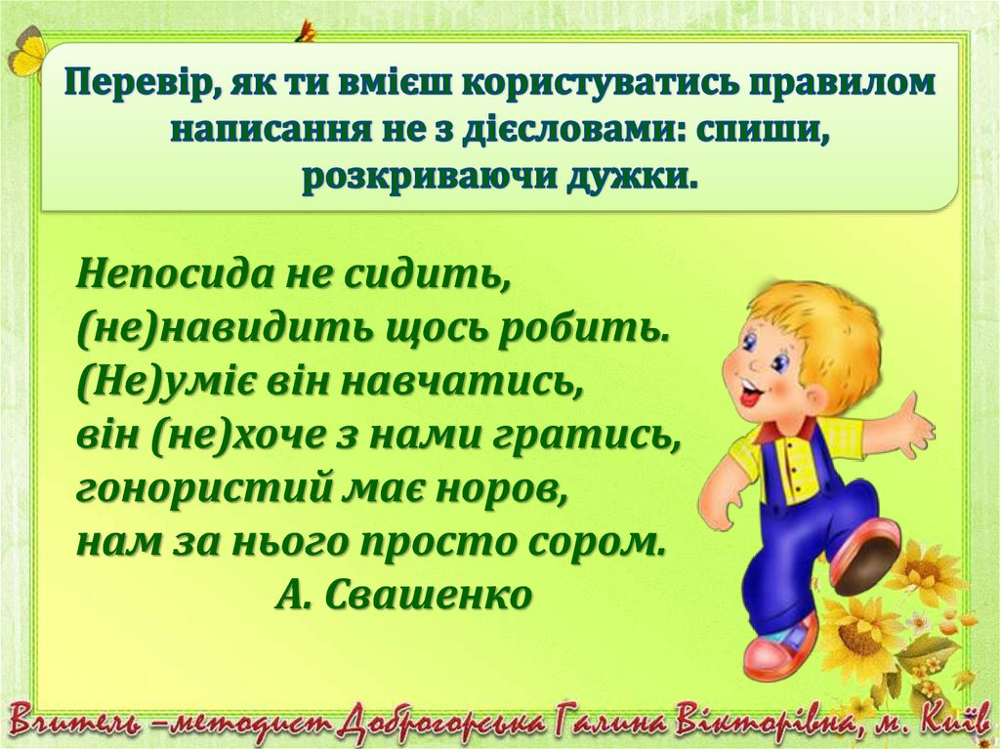 Перевір, як ти вмієш користуватись правилом
написання не з дієсловами: спиши,
розкриваючи дужки.
Непосида не сидить,
(не)навидить щось робить.
(Не)уміє він навчатись,
він (не)хоче з нами гратись,
гонористий має норов,
нам за нього просто сором.
А. Свашенко
Вчитель –методист Доброгорська Галина Вікторівна, м. Київ